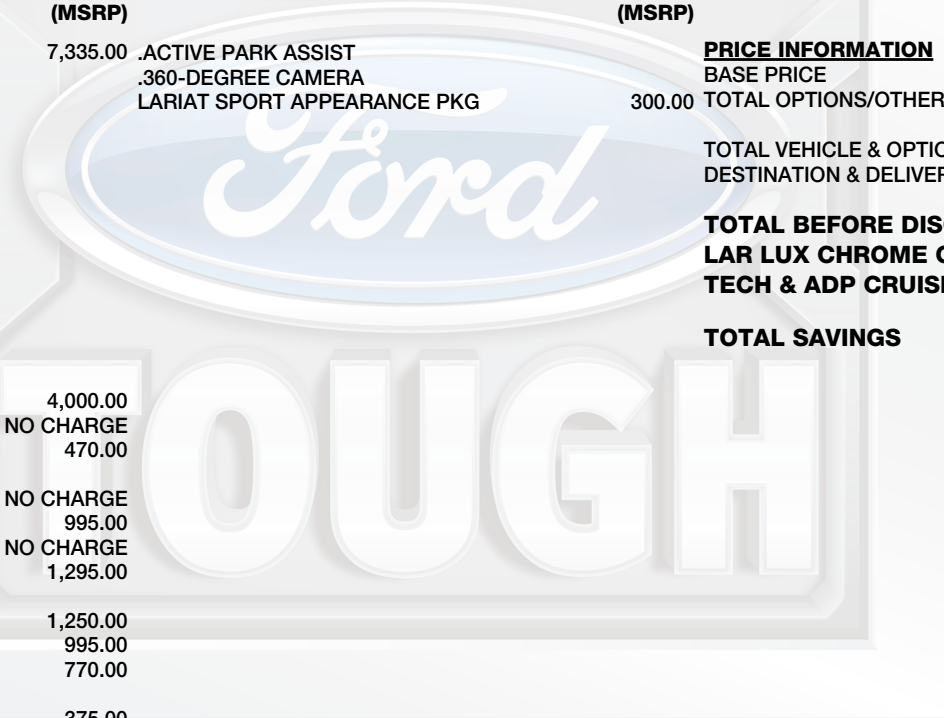 (MSRP)
7,335.00
4,000.00
NO CHARGE
470.00
NO CHARGE
995.00
NO CHARGE
1,295.00
1,250.00
995.00
770.00
375.00
(MSRP)
.ACTIVE PARK ASSIST
.360-DEGREE CAMERA
LARIAT SPORT APPEARANCE PKG 300.00
PRICE INFORMATION
BASE PRICE
TOTAL OPTIONS/OTHER
TOTAL VEHICLE & OPTIO
DESTINATION & DELIVER
TOTAL BEFORE DIS
LAR LUX CHROME
TECH & ADP CRUIS
TOTAL SAVINGS
Ford
TOUGH